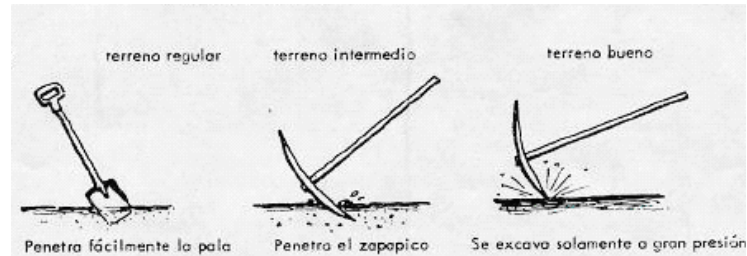 terreno regular
terreno intermedio
terreno bueno
Penetra fácilmente la pala
Penetra el zapapico
Se excava solamente a gran presión